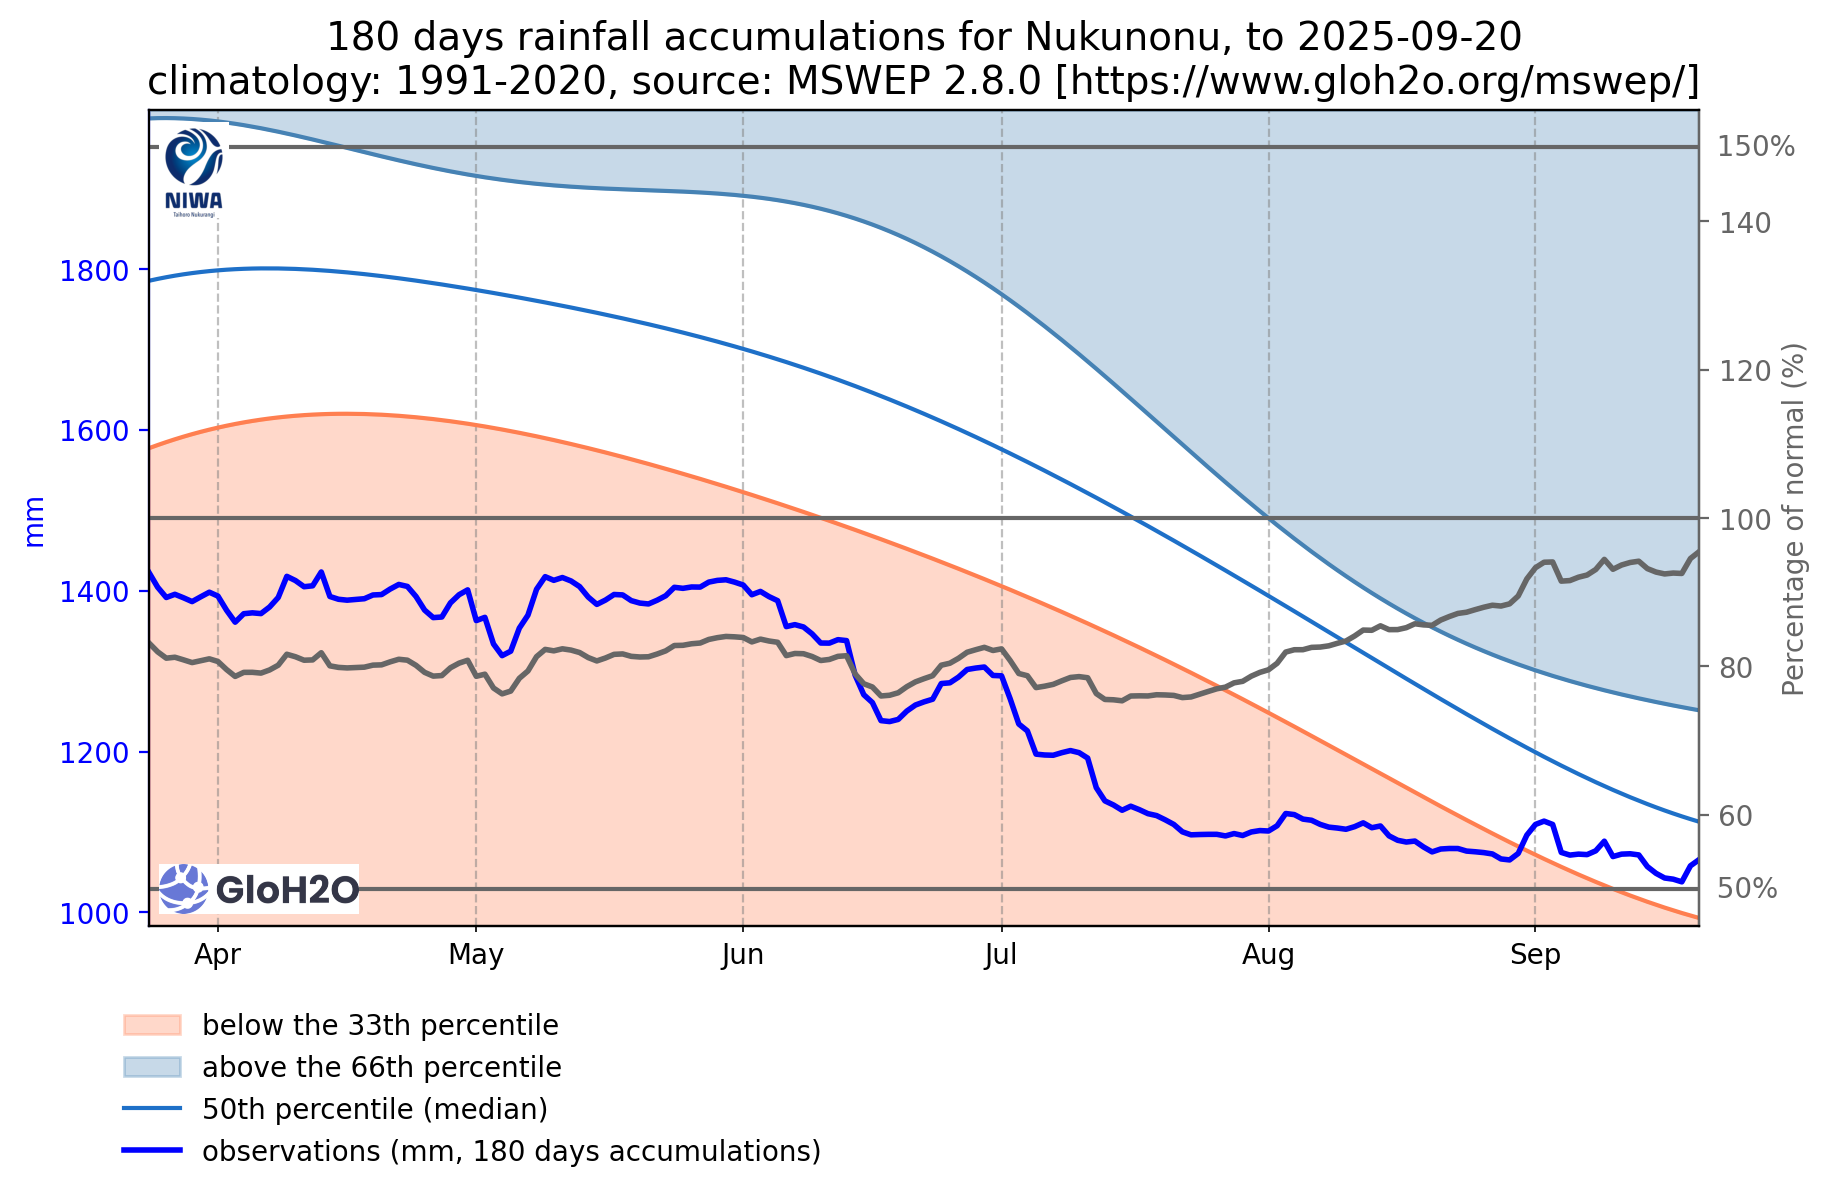 180 days rainfall accumulations for Nukunonu, to 2025-09-20
climatology: 1991-2020, source: MSWEP 2.8.0 [https://www.gloh2o.org/mswep/]
NIWA
Taihoro Nukurangi
150%
140
120
100
80
60
50%
Percentage of normal (%)
1800
1600
1400
1200
1000
mm
GloH2O
Apr
May
Jun
Jul
Aug
Sep
below the 33th percentile
above the 66th percentile
50th percentile (median)
observations (mm, 180 days accumulations)